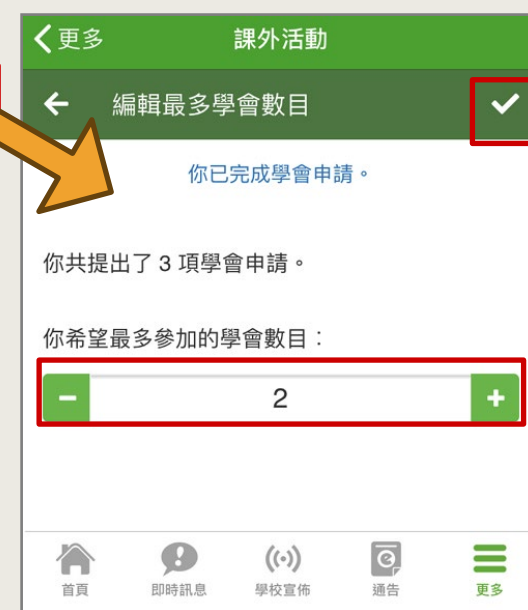 更多 課外活動
編輯最多學會數目
你已完成學會申請。
你共提出了 3 項學會申請。
你希望最多參加的學會數目：
2
首頁 即時訊息 學校宣佈 通告 更多